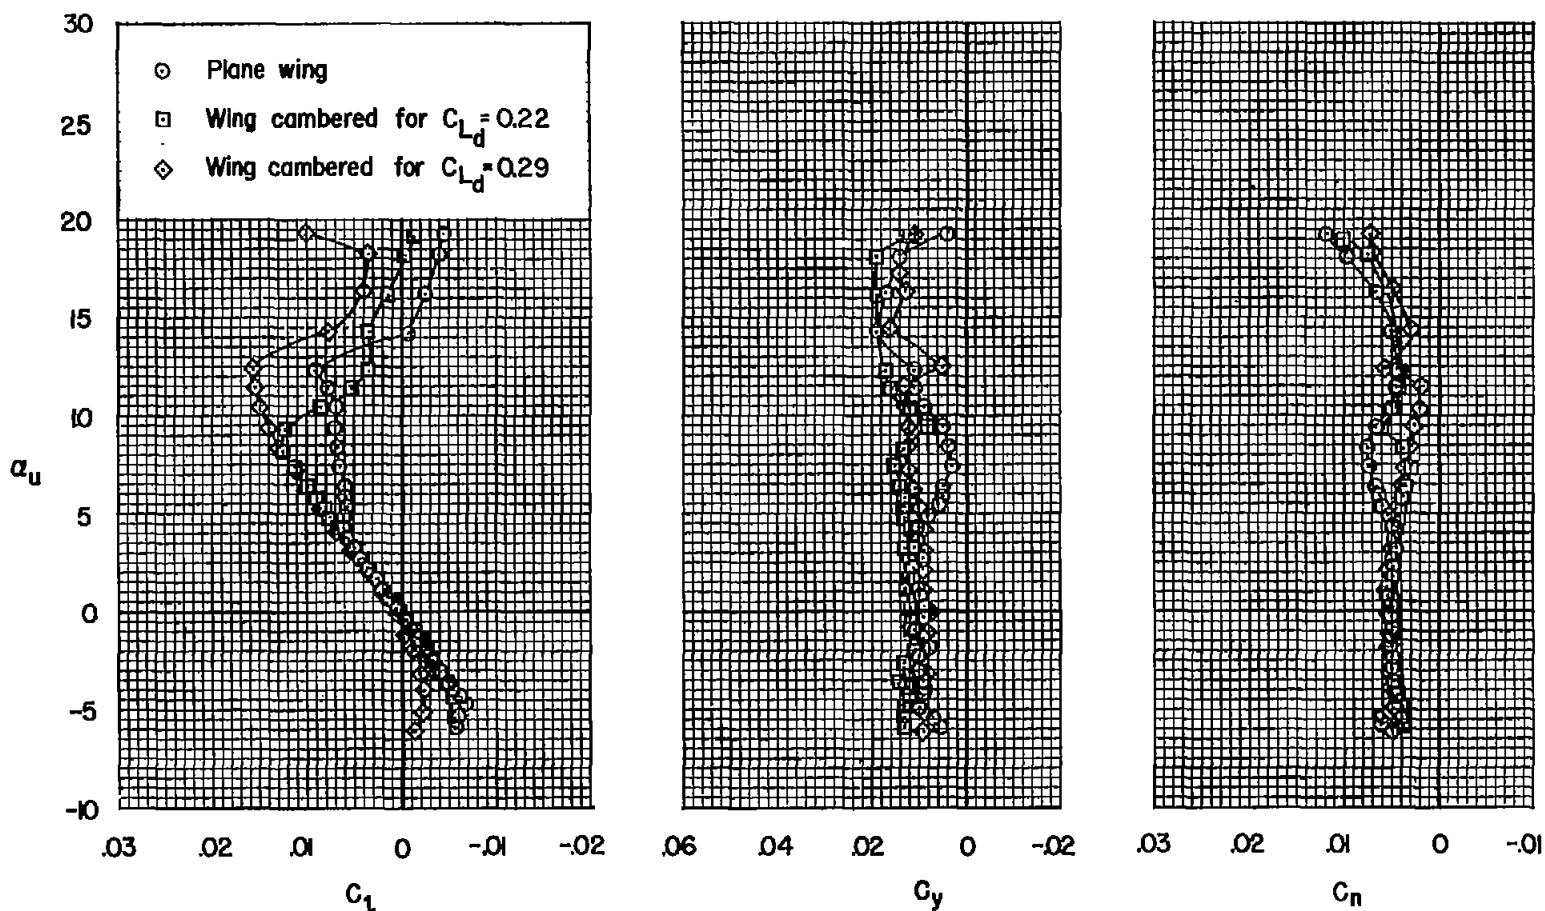 30
25
20
15
10
5
0
-5
-10
α_u
Plane wing
Wing cambered for C_L_d = 0.22
Wing cambered for C_L_d = 0.29
.03 .02 .01 0 -.01 -.02
C_l
.06 .04 .02 0 -.02
C_y
.03 .02 .01 0 -.01
C_n